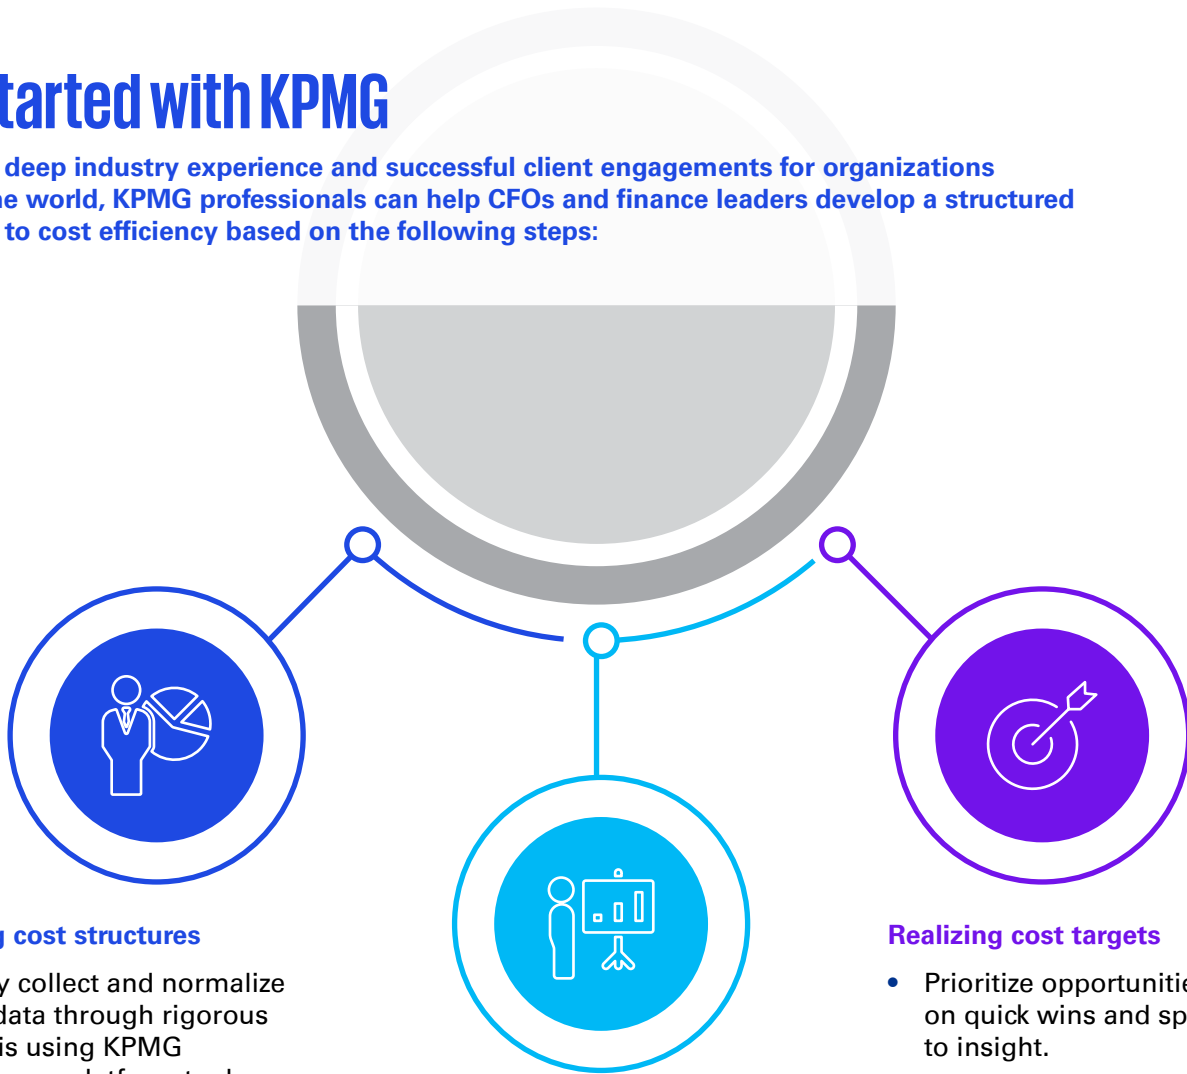 tarted with KPMG
deep industry experience and successful client engagements for organizations
he world, KPMG professionals can help CFOs and finance leaders develop a structured
to cost efficiency based on the following steps:
g cost structures
y collect and normalize
data through rigorous
is using KPMG
Realizing cost targets
• Prioritize opportunitie
on quick wins and sp
to insight.